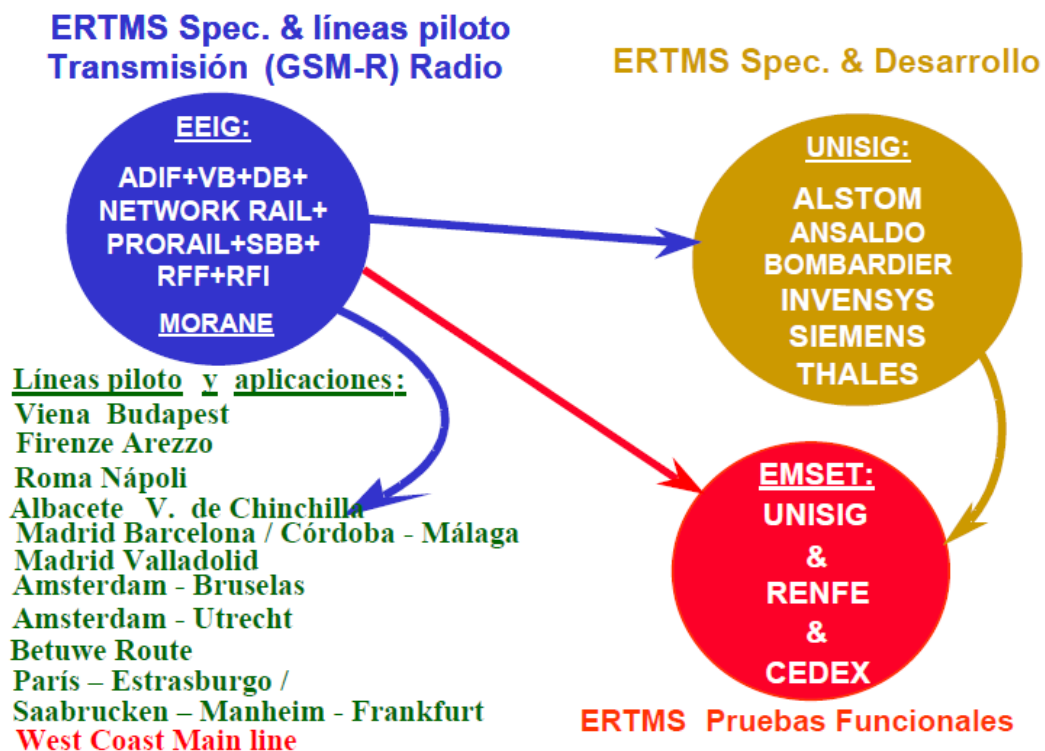 ERTMS Spec. & líneas piloto
Transmisión (GSM-R) Radio
EEIG:
ADIF+VB+DB+
NETWORK RAIL+
PRORAIL+SBB+
RFF+RFI
MORANE
ERTMS Spec. & Desarrollo
UNISIG:
ALSTOM
ANSALDO
BOMBARDIER
INVENSYS
SIEMENS
THALES
Líneas piloto y aplicaciones:
Viena Budapest
Firenze Arezzo
Roma Nápoli
Albacete V. de Chinchilla
Madrid Barcelona / Córdoba - Málaga
Madrid Valladolid
Amsterdam - Bruselas
Amsterdam - Utrecht
Betuwe Route
París – Estrasburgo /
Saabrucken – Manheim - Frankfurt
West Coast Main line
EMSET:
UNISIG
&
RENFE
&
CEDEX
ERTMS Pruebas Funcionales